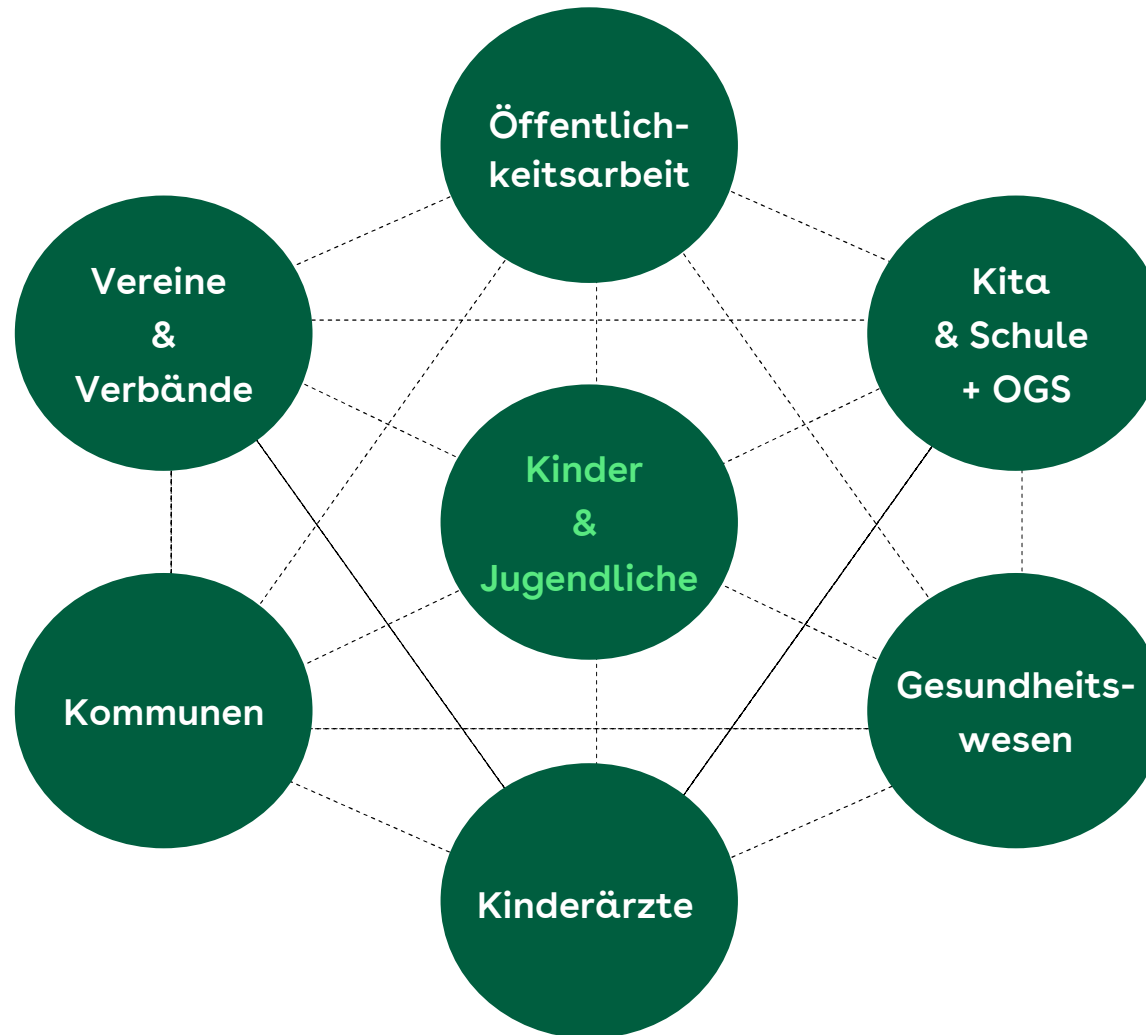 Öffentlich-
keitsarbeit
Vereine
&
Verbände
Kita
& Schule
+ OGS
Kinder
&
Jugendliche
Kommunen
Gesundheits-
wesen
Kinderärzte